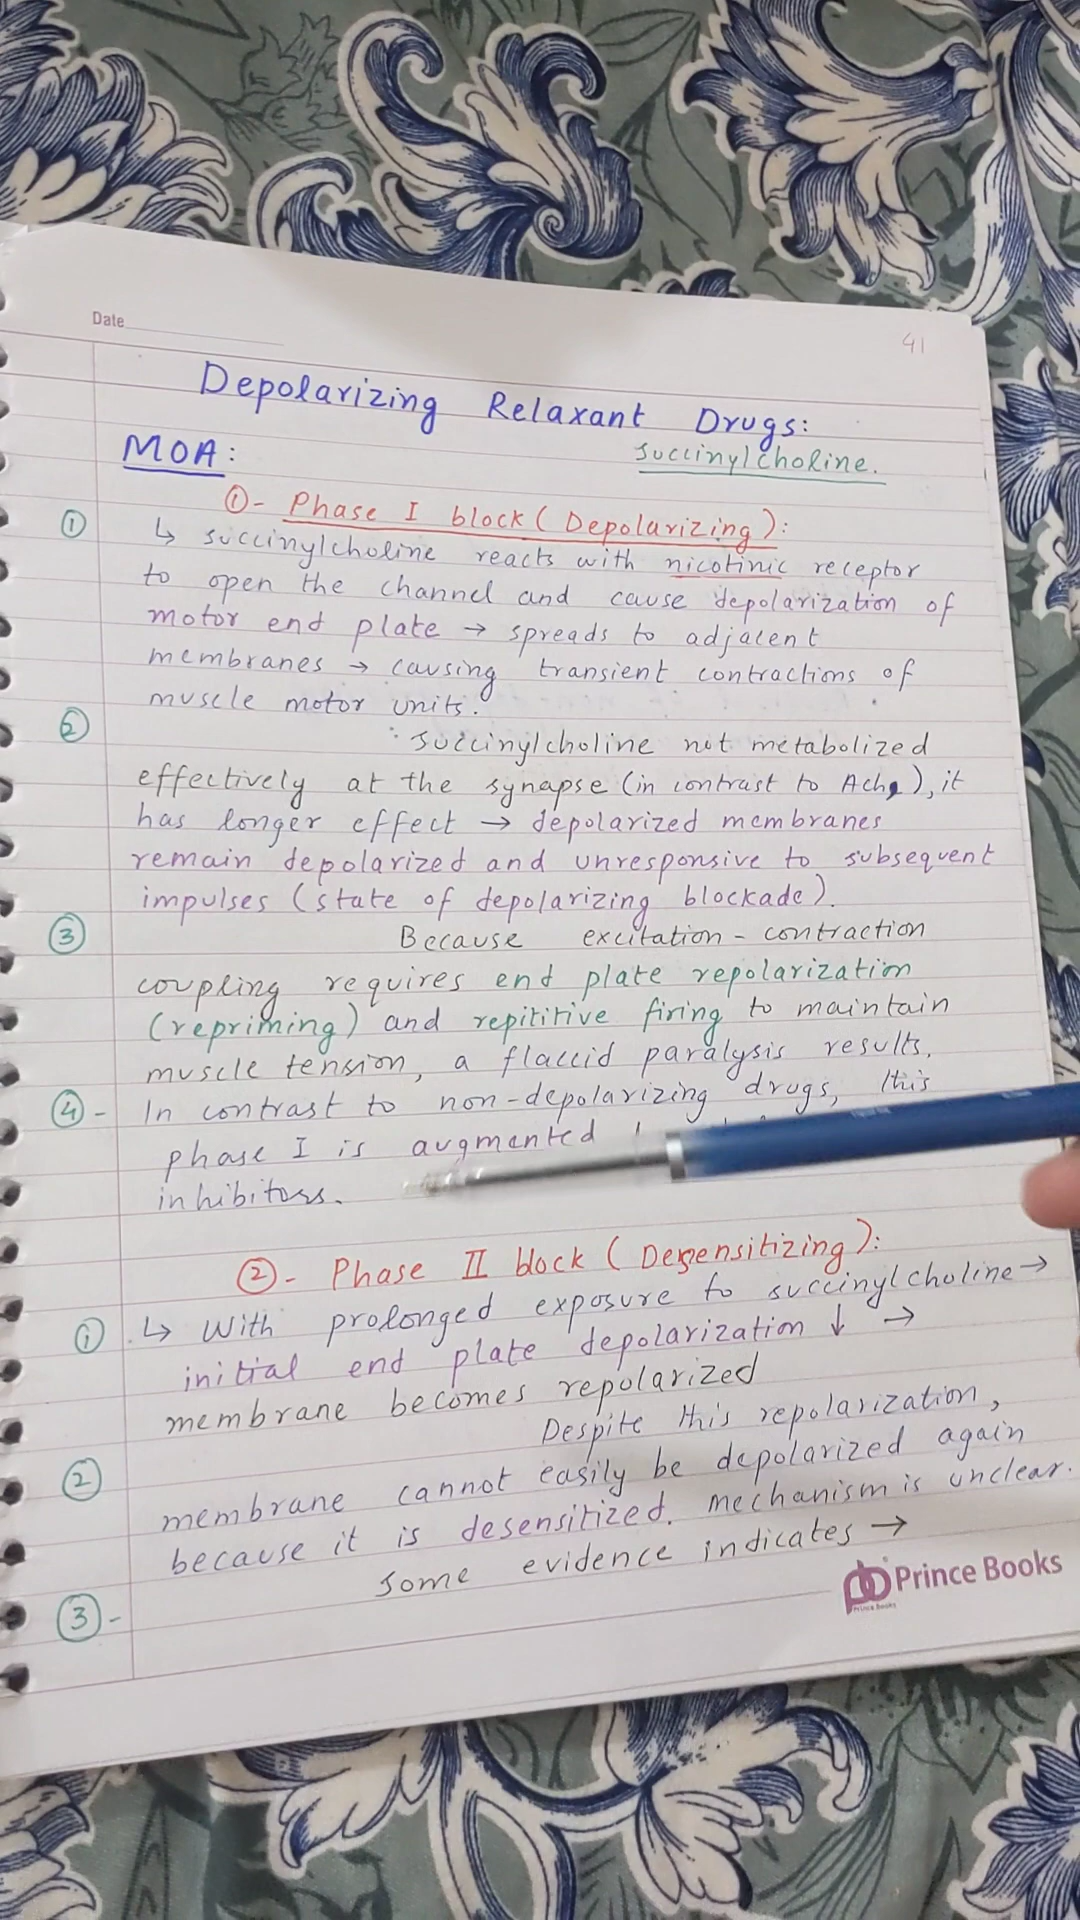 Date
41
Depolarizing Relaxant Drugs:
MOA: succinylcholine.
①- Phase I block (Depolarizing):
① ↳ succinylcholine reacts with nicotinic receptor
to open the channel and cause depolarization of
motor end plate → spreads to adjacent
membranes → causing transient contractions of
muscle motor units.
② succinylcholine not metabolized
effectively at the synapse (in contrast to Ach), it
has longer effect → depolarized membranes
remain depolarized and unresponsive to subsequent
impulses (state of depolarizing blockade).
③ Because excitation - contraction
coupling requires end plate repolarization
(repriming) and repititive firing to maintain
muscle tension, a flaccid paralysis results.
④- In contrast to non-depolarizing drugs, this
phase I is augmented
inhibitors.
②- Phase II block (Desensitizing):
① ↳ With prolonged exposure to succinylcholine →
initial end plate depolarization ↓ →
membrane becomes repolarized
② Despite this repolarization,
membrane cannot easily be depolarized again
because it is desensitized. mechanism is unclear.
③- some evidence indicates →
Prince Books
Prince Books